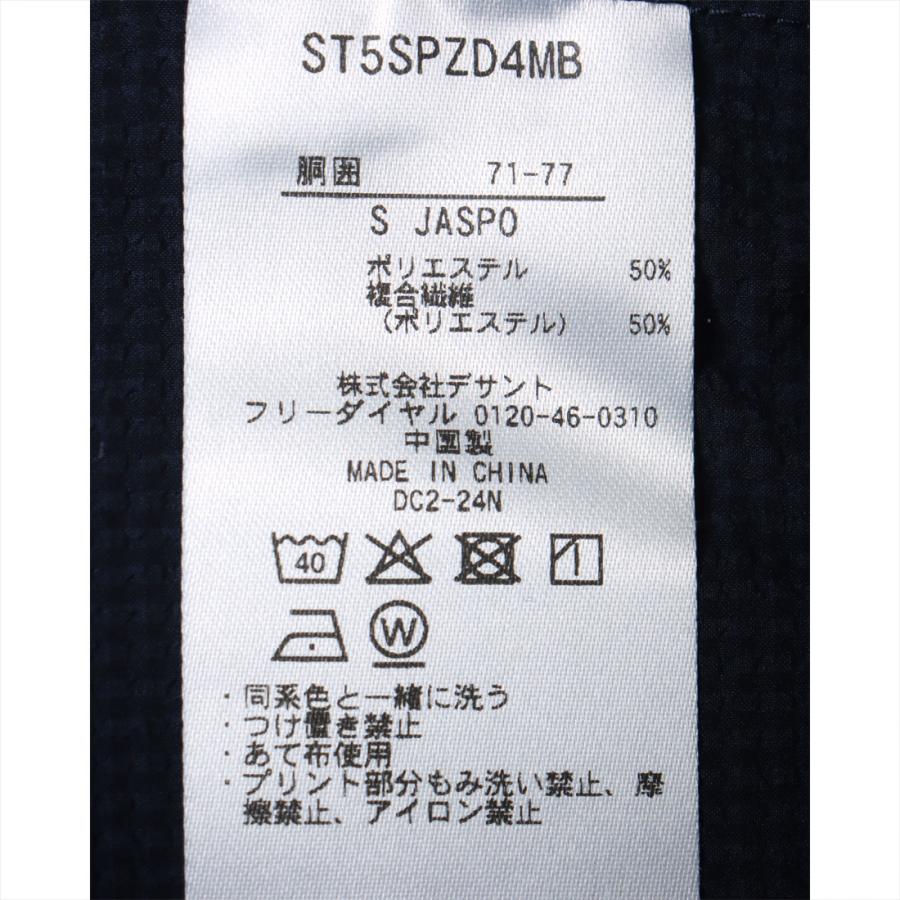 ST5SPZD4MB
胴囲 71-77
S JASPO
ポリエステル 50%
複合繊維
(ポリエステル) 50%
株式会社デサント
フリーダイヤル 0120-46-0310
中国製
MADE IN CHINA
DC2-24N
40
W
・同系色と一緒に洗う
・つけ置き禁止
・あて布使用
・プリント部分もみ洗い禁止、摩
擦禁止、アイロン禁止